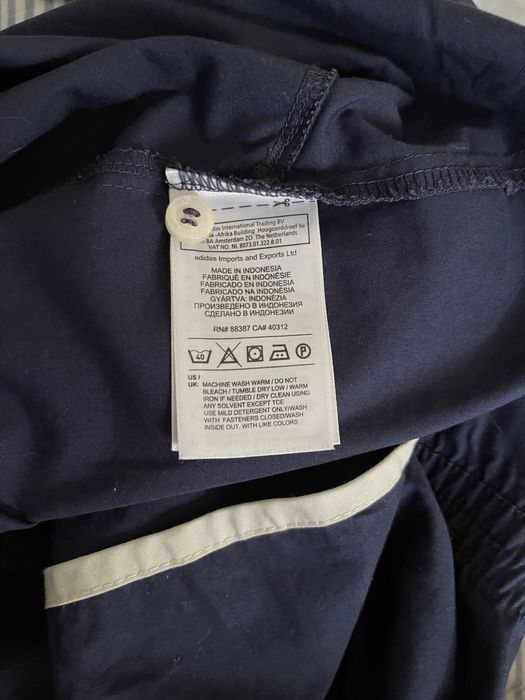 das International Trading BV
a -Afrika Building Hoogoorddreef 9a
BA Amsterdam ZO The Netherlands
VAT NO. NL 8073.01.322.B.01
adidas Imports and Exports Ltd
MADE IN INDONESIA
FABRIQUÉ EN INDONÉSIE
FABRICADO EN INDONESIA
FABRICADO NA INDONÉSIA
GYÁRTVA: INDONÉZIA
ПРОИЗВЕДЕНО В ИНДОНЕЗИИ
СДЕЛАНО В ИНДОНЕЗИИ
RN# 88387 CA# 40312
40 P
US /
UK: MACHINE WASH WARM / DO NOT
BLEACH / TUMBLE DRY LOW / WARM
IRON IF NEEDED / DRY CLEAN USING
ANY SOLVENT EXCEPT TCE
USE MILD DETERGENT ONLY/WASH
WITH FASTENERS CLOSED/WASH
INSIDE OUT, WITH LIKE COLORS